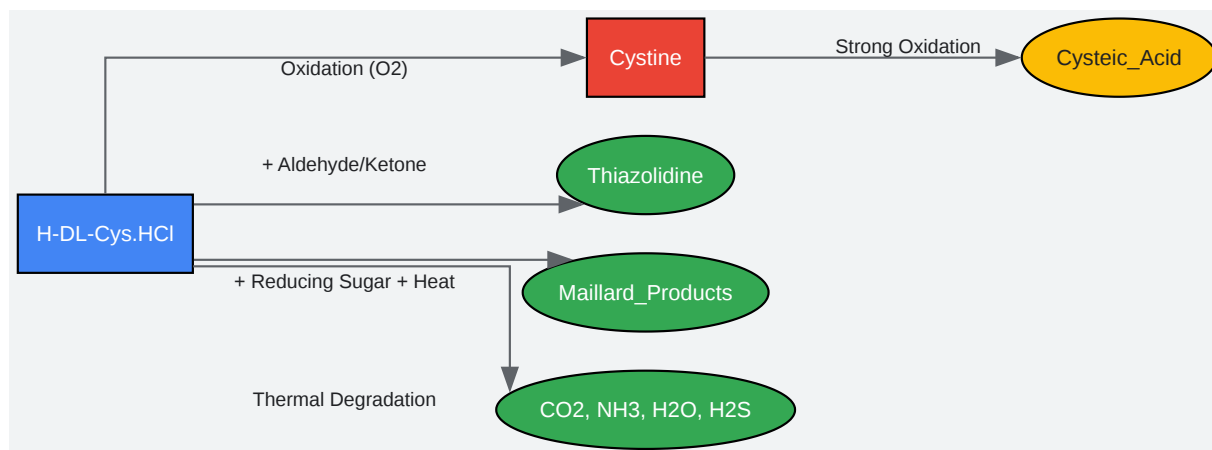 Cystine
Strong Oxidation
Cysteic_Acid
Oxidation (O2)
+ Aldehyde/Ketone
Thiazolidine
H-DL-Cys.HCl
+ Reducing Sugar + Heat
Maillard_Products
Thermal Degradation
CO2, NH3, H2O, H2S